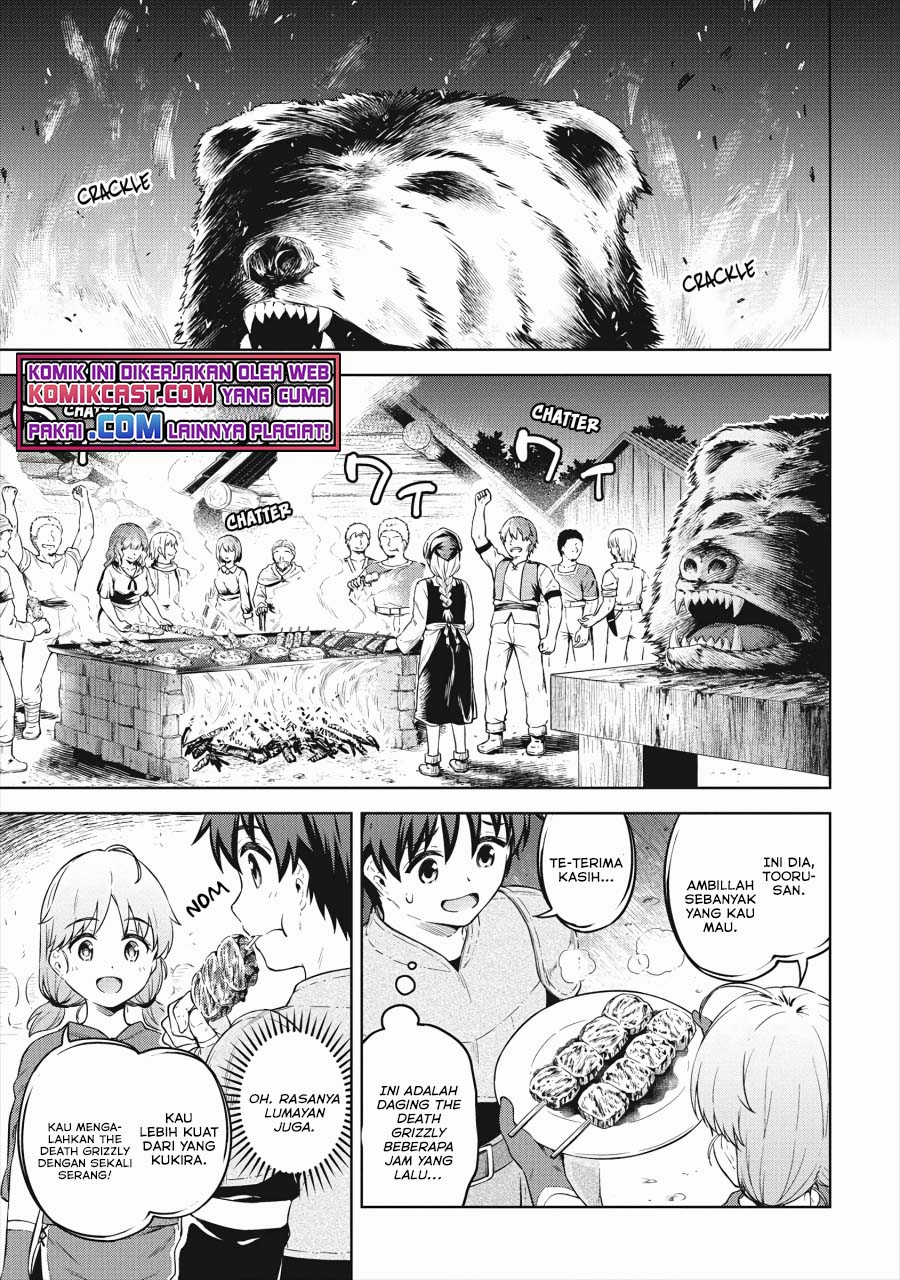 CRACKLE
CRACKLE
KOMIK INI DIKERJAKAN OLEH WEB
KOMIKCAST.COM YANG CUMA
PAKAI .COM LAINNYA PLAGIAT!
CHATTER
ワイ
CHATTER
ワイ
CHATTER
ワイ
INI DIA,
TOORU-
SAN.
AMBILLAH
SEBANYAK
YANG KAU
MAU.
TE-TERIMA
KASIH...
INI ADALAH
DAGING THE
DEATH
GRIZZLY
BEBERAPA
JAM YANG
LALU...
NOM
OH. RASANYA
LUMAYAN
JUGA.
KAU
LEBIH KUAT
DARI YANG
KUKIRA.
KAU MENGA-
LAHKAN THE
DEATH GRIZZLY
DENGAN SEKALI
SERANG!